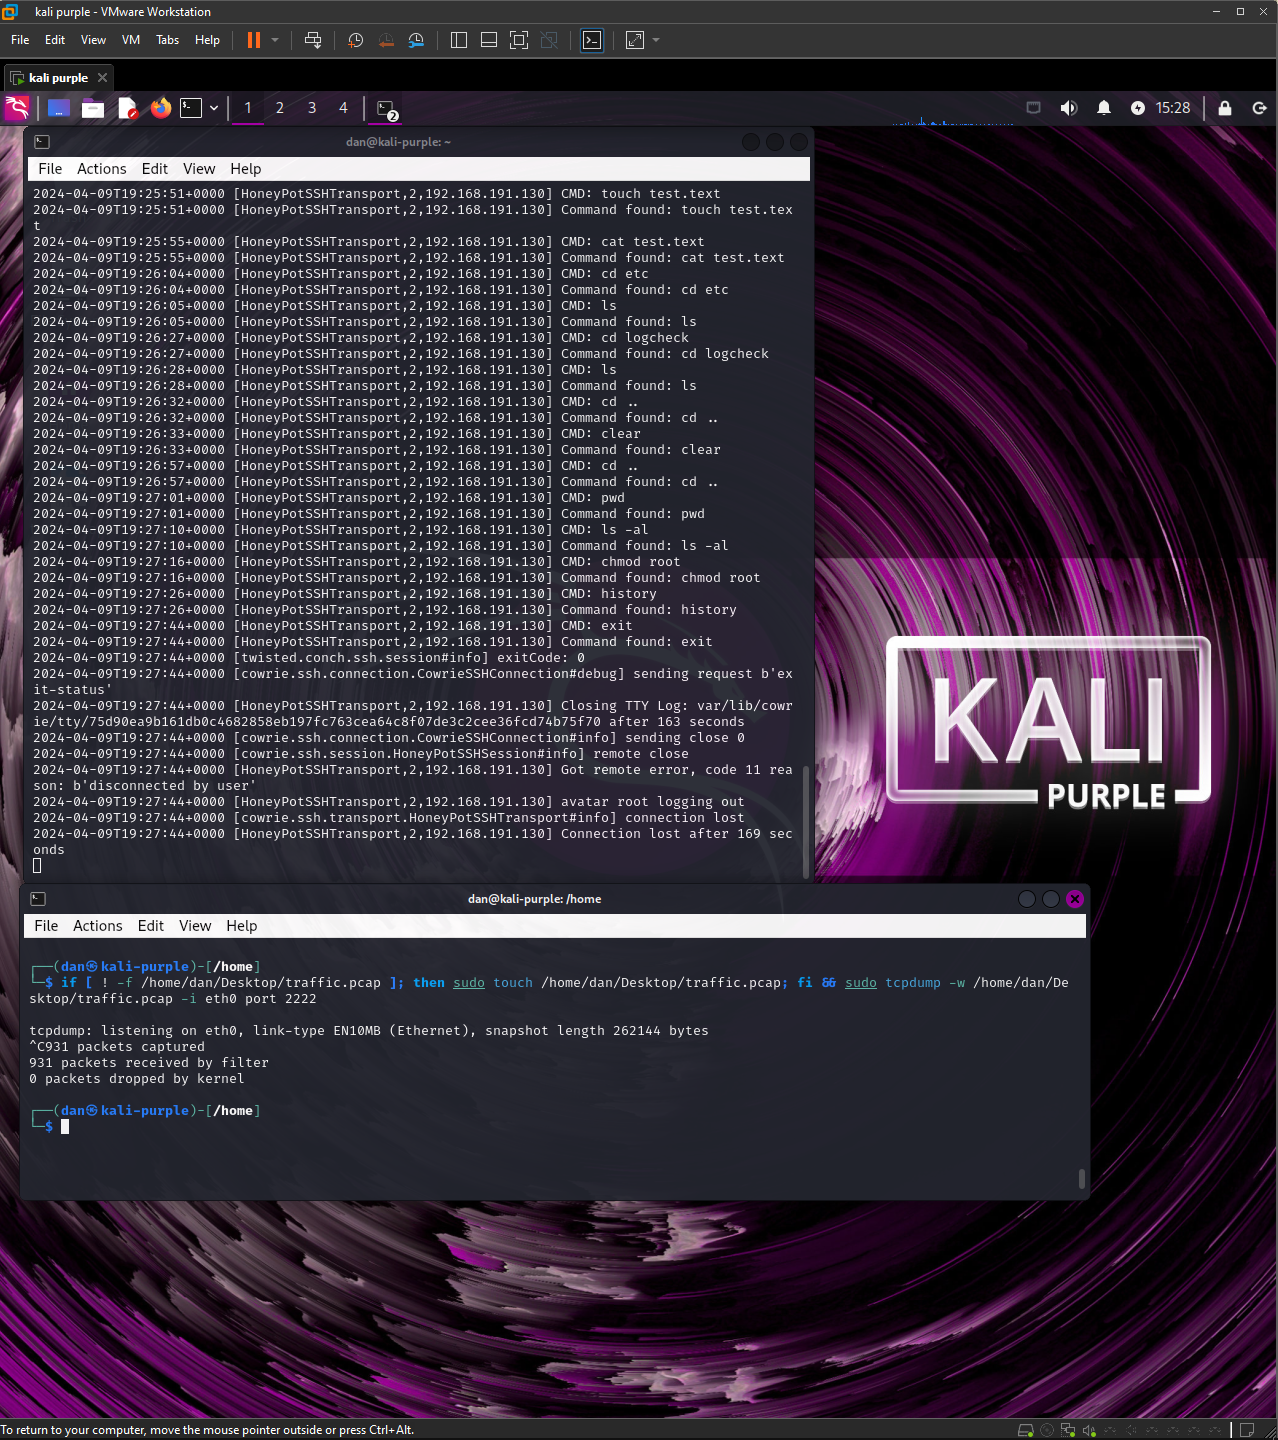 kali purple - VMware Workstation
File Edit View VM Tabs Help
kali purple
1 2 3 4 2 15:28
dan@kali-purple: ~
File Actions Edit View Help
2024-04-09T19:25:51+0000 [HoneyPotSSHTransport,2,192.168.191.130] CMD: touch test.text
2024-04-09T19:25:51+0000 [HoneyPotSSHTransport,2,192.168.191.130] Command found: touch test.tex
t
2024-04-09T19:25:55+0000 [HoneyPotSSHTransport,2,192.168.191.130] CMD: cat test.text
2024-04-09T19:25:55+0000 [HoneyPotSSHTransport,2,192.168.191.130] Command found: cat test.text
2024-04-09T19:26:04+0000 [HoneyPotSSHTransport,2,192.168.191.130] CMD: cd etc
2024-04-09T19:26:04+0000 [HoneyPotSSHTransport,2,192.168.191.130] Command found: cd etc
2024-04-09T19:26:05+0000 [HoneyPotSSHTransport,2,192.168.191.130] CMD: ls
2024-04-09T19:26:05+0000 [HoneyPotSSHTransport,2,192.168.191.130] Command found: ls
2024-04-09T19:26:27+0000 [HoneyPotSSHTransport,2,192.168.191.130] CMD: cd logcheck
2024-04-09T19:26:27+0000 [HoneyPotSSHTransport,2,192.168.191.130] Command found: cd logcheck
2024-04-09T19:26:28+0000 [HoneyPotSSHTransport,2,192.168.191.130] CMD: ls
2024-04-09T19:26:28+0000 [HoneyPotSSHTransport,2,192.168.191.130] Command found: ls
2024-04-09T19:26:32+0000 [HoneyPotSSHTransport,2,192.168.191.130] CMD: cd ..
2024-04-09T19:26:32+0000 [HoneyPotSSHTransport,2,192.168.191.130] Command found: cd ..
2024-04-09T19:26:33+0000 [HoneyPotSSHTransport,2,192.168.191.130] CMD: clear
2024-04-09T19:26:33+0000 [HoneyPotSSHTransport,2,192.168.191.130] Command found: clear
2024-04-09T19:26:57+0000 [HoneyPotSSHTransport,2,192.168.191.130] CMD: cd ..
2024-04-09T19:26:57+0000 [HoneyPotSSHTransport,2,192.168.191.130] Command found: cd ..
2024-04-09T19:27:01+0000 [HoneyPotSSHTransport,2,192.168.191.130] CMD: pwd
2024-04-09T19:27:01+0000 [HoneyPotSSHTransport,2,192.168.191.130] Command found: pwd
2024-04-09T19:27:10+0000 [HoneyPotSSHTransport,2,192.168.191.130] CMD: ls -al
2024-04-09T19:27:10+0000 [HoneyPotSSHTransport,2,192.168.191.130] Command found: ls -al
2024-04-09T19:27:16+0000 [HoneyPotSSHTransport,2,192.168.191.130] CMD: chmod root
2024-04-09T19:27:16+0000 [HoneyPotSSHTransport,2,192.168.191.130] Command found: chmod root
2024-04-09T19:27:26+0000 [HoneyPotSSHTransport,2,192.168.191.130] CMD: history
2024-04-09T19:27:26+0000 [HoneyPotSSHTransport,2,192.168.191.130] Command found: history
2024-04-09T19:27:44+0000 [HoneyPotSSHTransport,2,192.168.191.130] CMD: exit
2024-04-09T19:27:44+0000 [HoneyPotSSHTransport,2,192.168.191.130] Command found: exit
2024-04-09T19:27:44+0000 [twisted.conch.ssh.session#info] exitCode: 0
2024-04-09T19:27:44+0000 [cowrie.ssh.connection.CowrieSSHConnection#debug] sending request b'ex
it-status'
2024-04-09T19:27:44+0000 [HoneyPotSSHTransport,2,192.168.191.130] Closing TTY Log: var/lib/cowr
ie/tty/75d90ea9b161db0c4682858eb197fc763cea64c8f07de3c2cee36fcd74b75f70 after 163 seconds
2024-04-09T19:27:44+0000 [cowrie.ssh.connection.CowrieSSHConnection#info] sending close 0
2024-04-09T19:27:44+0000 [cowrie.ssh.session.HoneyPotSSHSession#info] remote close
2024-04-09T19:27:44+0000 [HoneyPotSSHTransport,2,192.168.191.130] Got remote error, code 11 rea
son: b'disconnected by user'
2024-04-09T19:27:44+0000 [HoneyPotSSHTransport,2,192.168.191.130] avatar root logging out
2024-04-09T19:27:44+0000 [cowrie.ssh.transport.HoneyPotSSHTransport#info] connection lost
2024-04-09T19:27:44+0000 [HoneyPotSSHTransport,2,192.168.191.130] Connection lost after 169 sec
onds
KALI
PURPLE
dan@kali-purple: /home
File Actions Edit View Help
┌──(dan㉿kali-purple)-[/home]
└─$ if [ ! -f /home/dan/Desktop/traffic.pcap ]; then sudo touch /home/dan/Desktop/traffic.pcap; fi && sudo tcpdump -w /home/dan/De
sktop/traffic.pcap -i eth0 port 2222
tcpdump: listening on eth0, link-type EN10MB (Ethernet), snapshot length 262144 bytes
^C931 packets captured
931 packets received by filter
0 packets dropped by kernel
┌──(dan㉿kali-purple)-[/home]
└─$
To return to your computer, move the mouse pointer outside or press Ctrl+Alt.